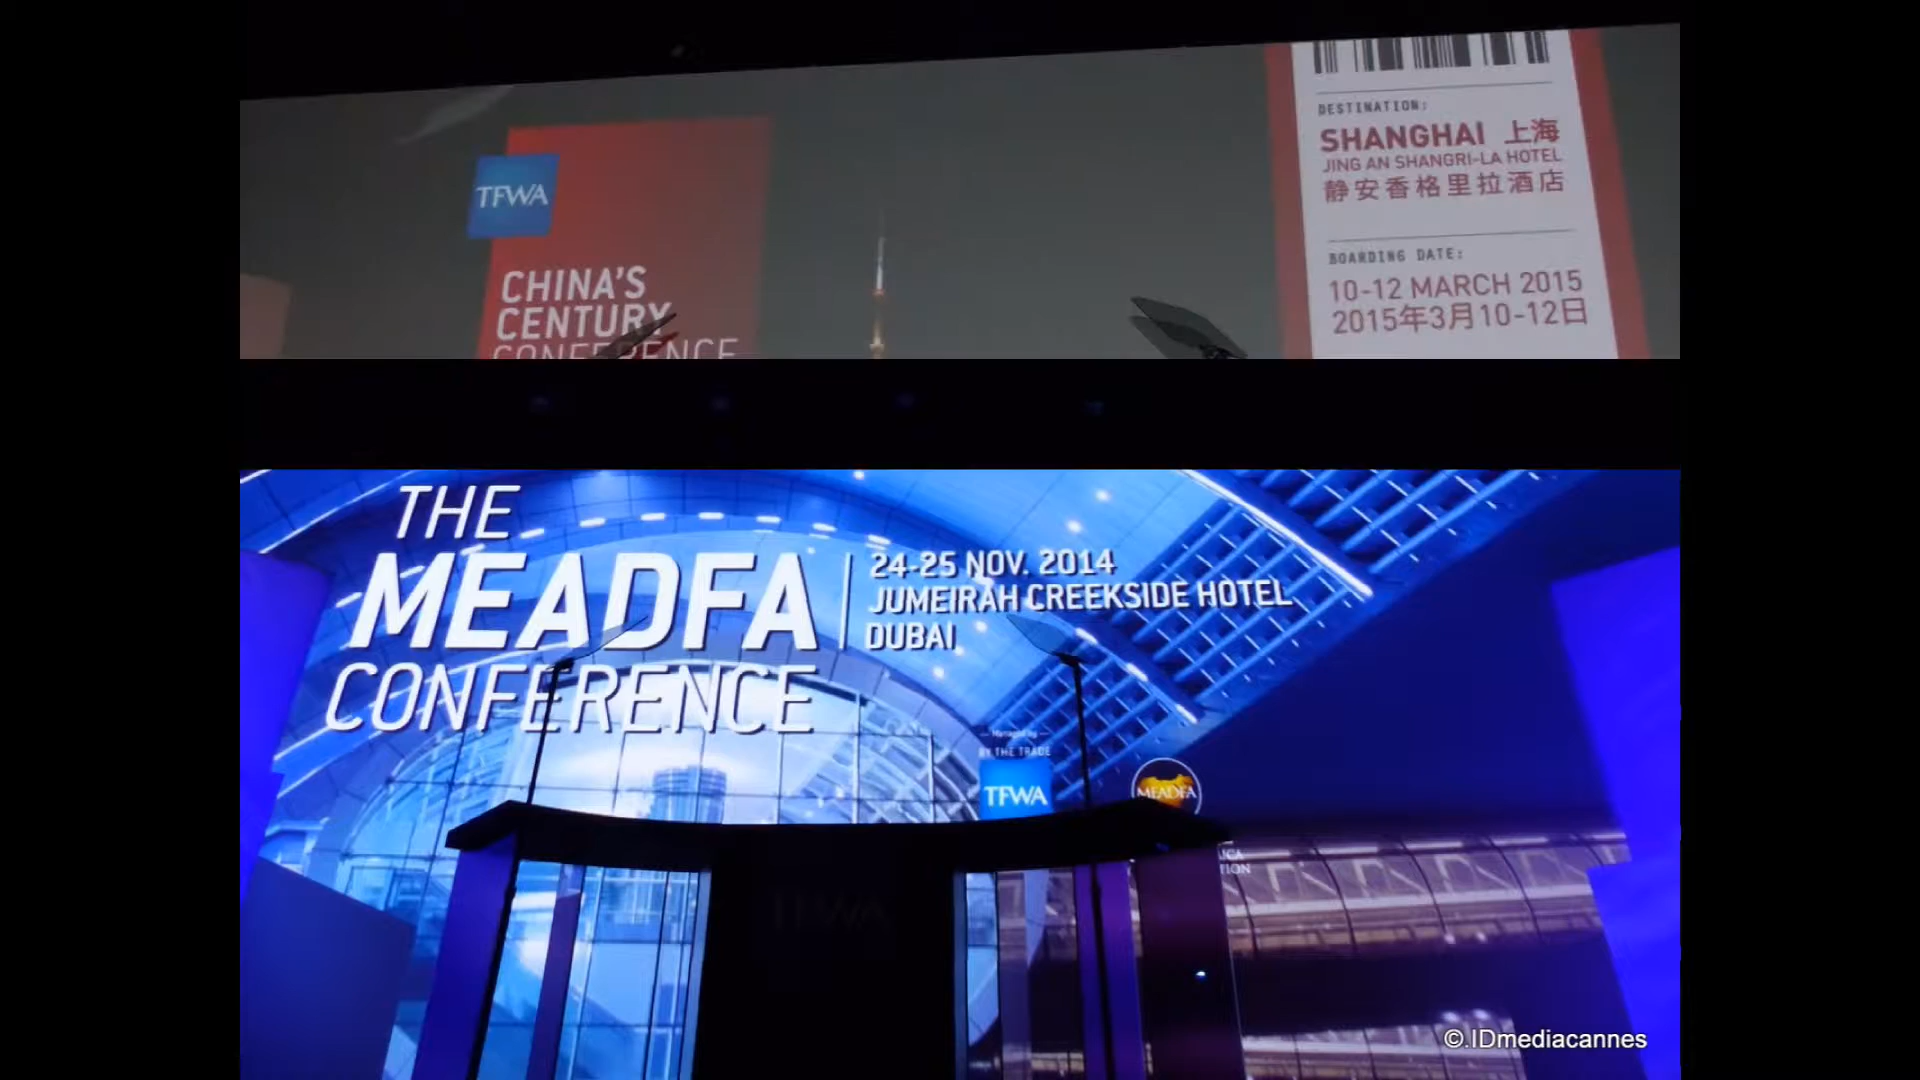 DESTINATION:
SHANGHAI 上海
JING AN SHANGRI-LA HOTEL
静安香格里拉酒店
BOARDING DATE:
10-12 MARCH 2015
2015年3月10-12日
TFWA
CHINA'S
CENTURY
CONFERENCE
THE
MEADFA
CONFERENCE
24-25 NOV. 2014
JUMEIRAH CREEKSIDE HOTEL
DUBAI
BY THE TRADE
TFWA
MEADFA
TFWA
©.IDmediacannes